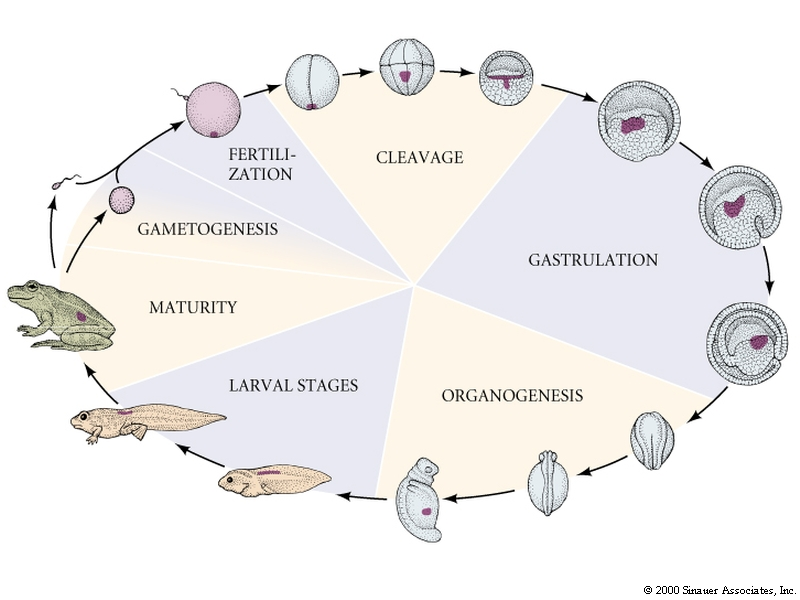 FERTILI-
ZATION
CLEAVAGE
GAMETOGENESIS
GASTRULATION
MATURITY
LARVAL STAGES
ORGANOGENESIS
© 2000 Sinauer Associates, Inc.